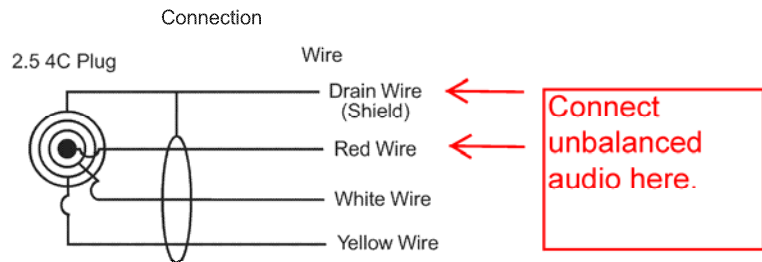 Connection
2.5 4C Plug
Wire
Drain Wire
(Shield)
Red Wire
White Wire
Yellow Wire
Connect
unbalanced
audio here.